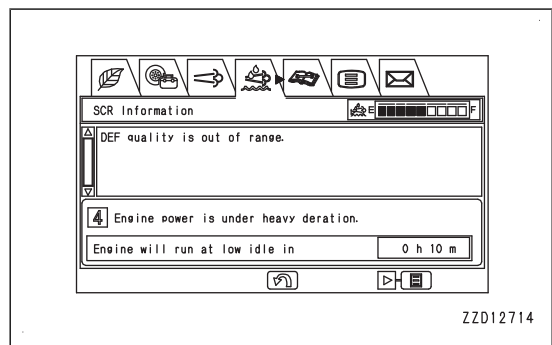 SCR Information E F
DEF quality is out of range.
4 Engine power is under heavy deration.
Engine will run at low idle in 0 h 10 m
ZZD12714